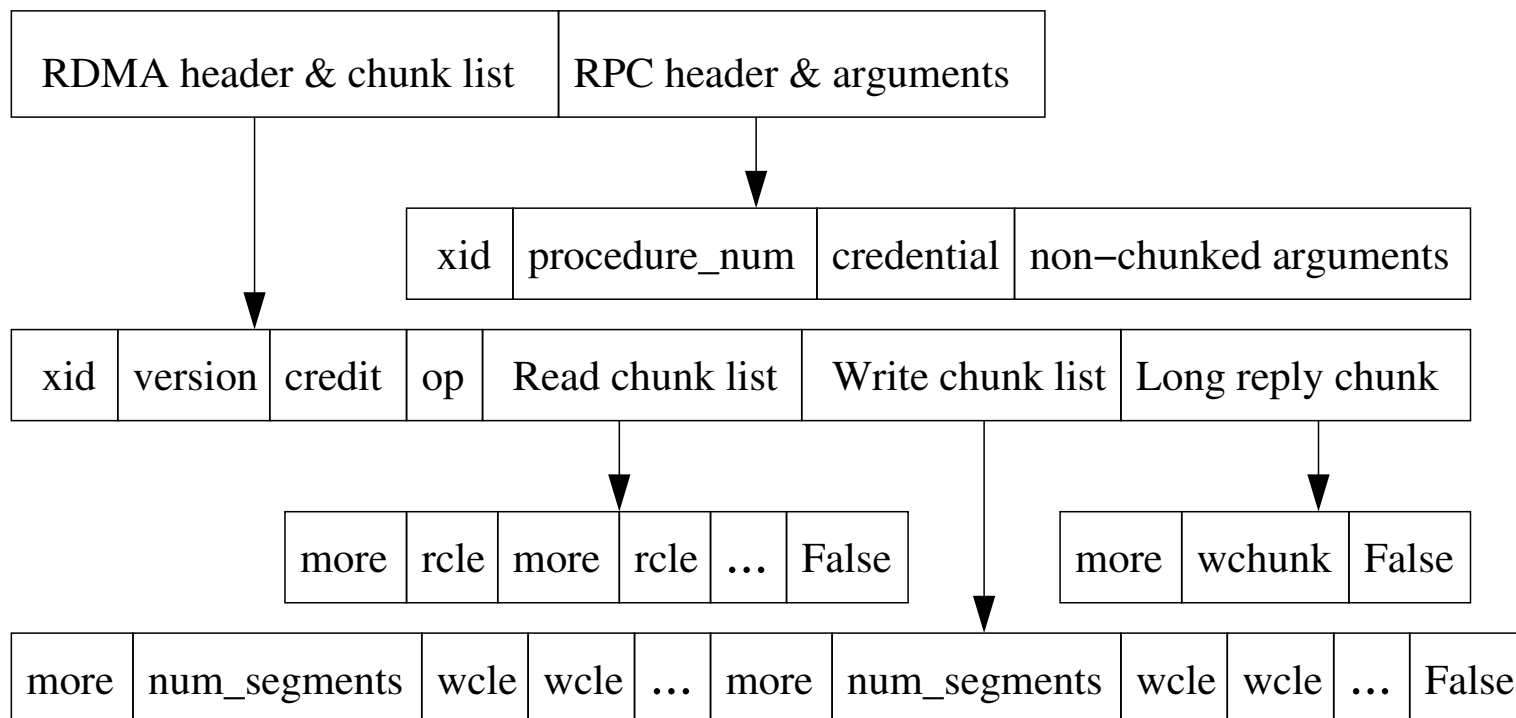 RDMA header & chunk list RPC header & arguments
xid procedure_num credential non−chunked arguments
xid version credit op Read chunk list Write chunk list Long reply chunk
more rcle more rcle ... False more wchunk False
more num_segments wcle wcle ... more num_segments wcle wcle ... False